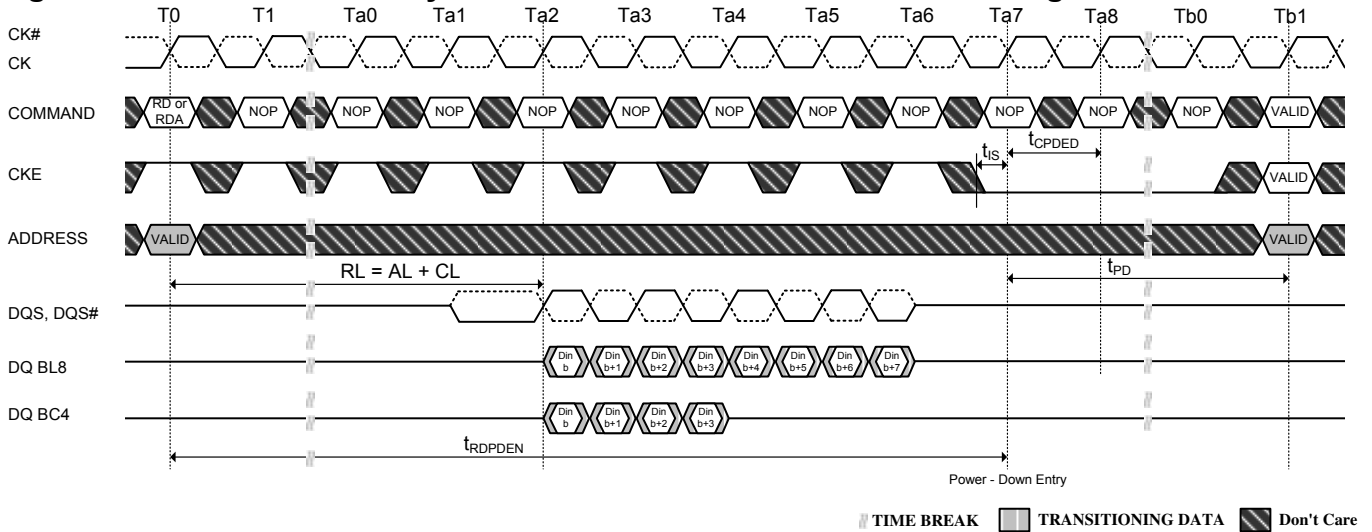 T0 T1 Ta0 Ta1 Ta2 Ta3 Ta4 Ta5 Ta6 Ta7 Ta8 Tb0 Tb1
CK#
CK
COMMAND
RD or
RDA
NOP NOP NOP NOP NOP NOP NOP NOP NOP NOP NOP VALID
tIS
tCPDED
CKE
VALID
ADDRESS
VALID
VALID
RL = AL + CL
tPD
DQS, DQS#
DQ BL8
Din Din Din Din Din Din Din Din
b b+1 b+2 b+3 b+4 b+5 b+6 b+7
DQ BC4
Din Din Din Din
b b+1 b+2 b+3
tRDPDEN
Power - Down Entry
TIME BREAK TRANSITIONING DATA Don't Care